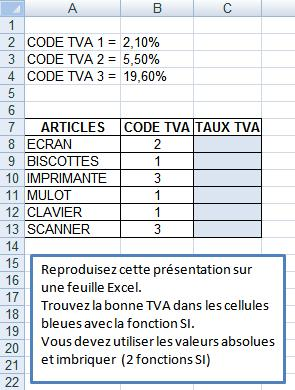 A B C
1
2 CODE TVA 1 = 2,10%
3 CODE TVA 2 = 5,50%
4 CODE TVA 3 = 19,60%
5
6
7 ARTICLES CODE TVA TAUX TVA
8 ECRAN 2
9 BISCOTTES 1
10 IMPRIMANTE 3
11 MULOT 1
12 CLAVIER 1
13 SCANNER 3
14
15 Reproduisez cette présentation sur
16 une feuille Excel.
17 Trouvez la bonne TVA dans les cellules
18 bleues avec la fonction SI.
19 Vous devez utiliser les valeurs absolues
20 et imbriquer (2 fonctions SI)
21
22